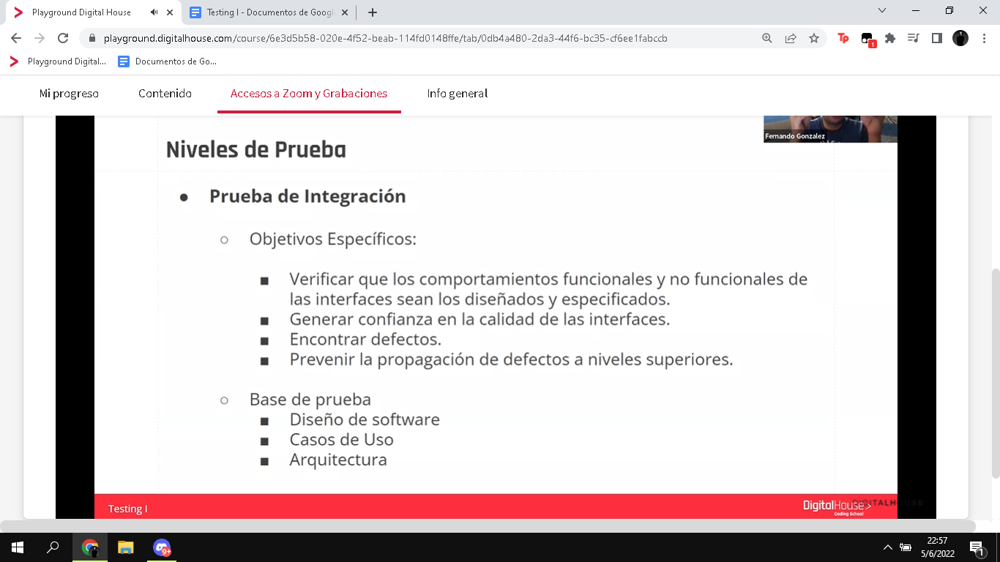 Playground Digital House
Testing I - Documentos de Googl
playground.digitalhouse.com/course/6e3d5b58-020e-4f52-beab-114fd0148ffe/tab/0db4a480-2da3-44f6-bc35-cf6ee1fabccb
Tp
1
Playground Digital...
Documentos de Go...
Mi progreso
Contenido
Accesos a Zoom y Grabaciones
Info general
Fernando Gonzalez
Niveles de Prueba
● Prueba de Integración
○ Objetivos Específicos:
■ Verificar que los comportamientos funcionales y no funcionales de
las interfaces sean los diseñados y especificados.
■ Generar confianza en la calidad de las interfaces.
■ Encontrar defectos.
■ Prevenir la propagación de defectos a niveles superiores.
○ Base de prueba
■ Diseño de software
■ Casos de Uso
■ Arquitectura
Testing I
DigitalHouse>
Coding School
DIGITALHOUSE
9+
22:57
5/6/2022
1